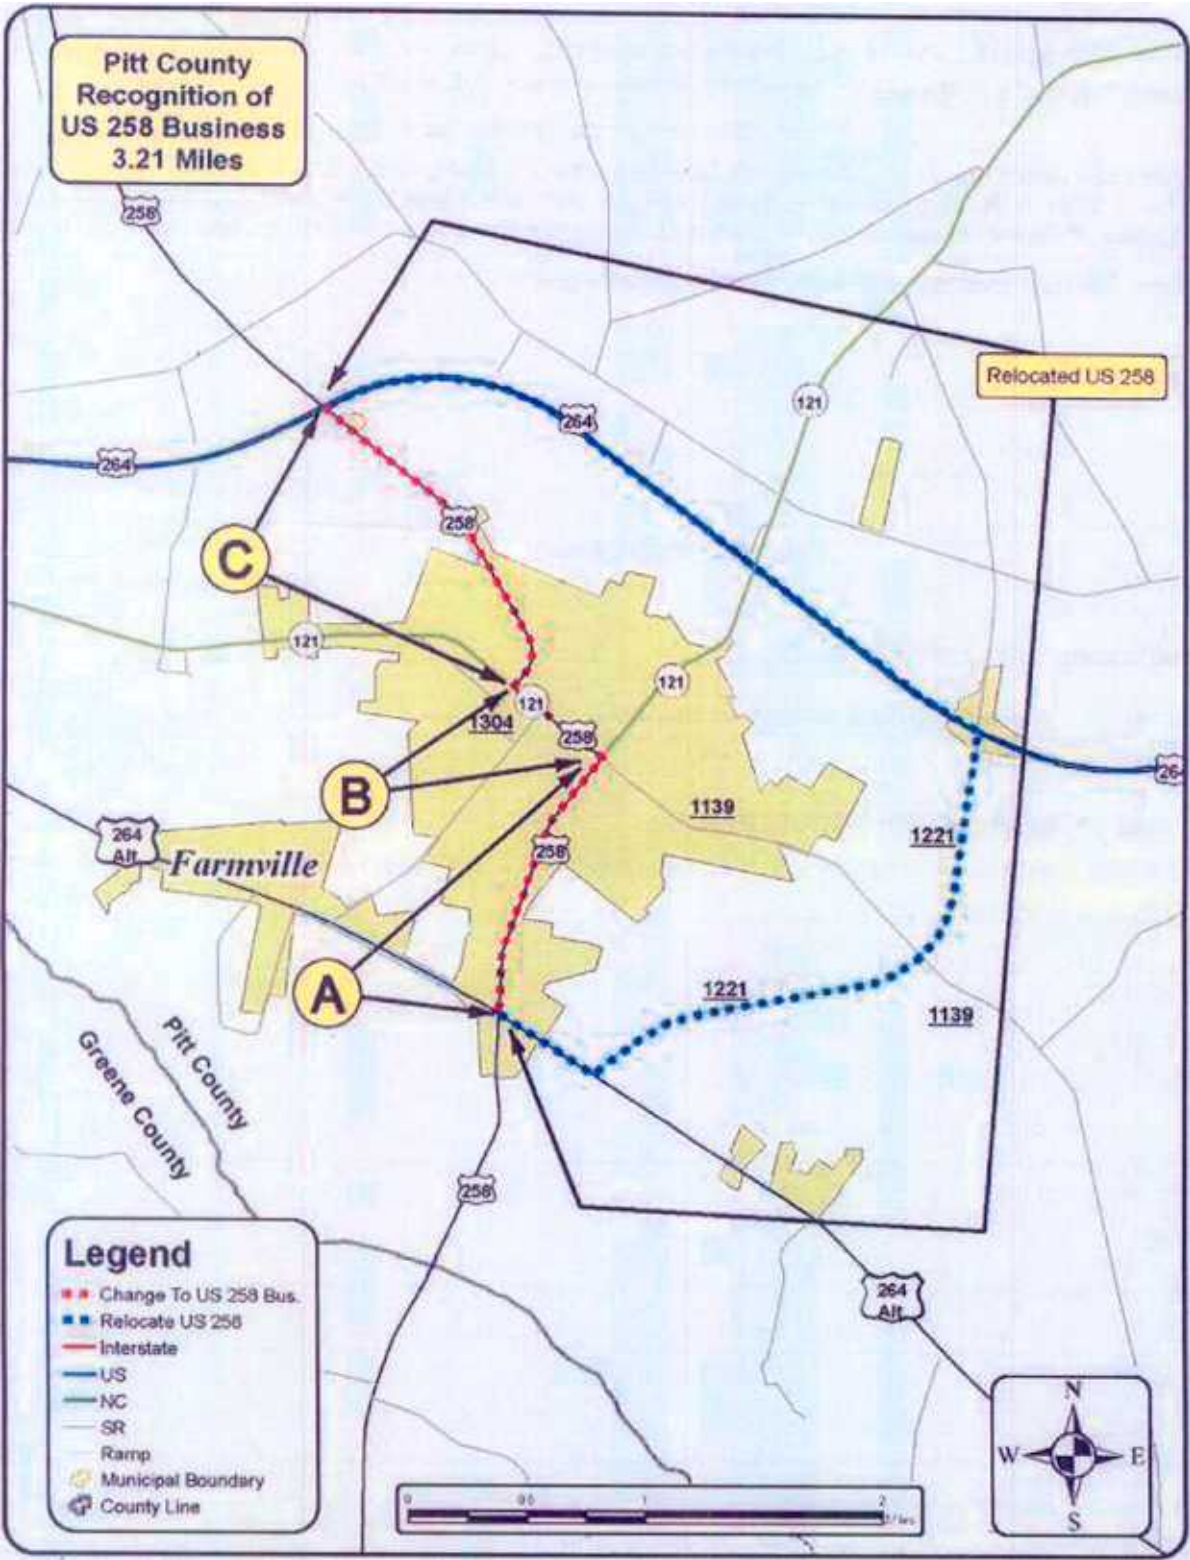 Pitt County
Recognition of
US 258 Business
3.21 Miles
258
Relocated US 258
121
264
264
258
C
121
121
121
1304
258
264
B
1139
1221
258
264
Alt
Farmville
A
1221
1139
Pitt County
Greene County
258
264
Alt
Legend
Change To US 258 Bus.
Relocate US 258
Interstate
US
NC
SR
Ramp
Municipal Boundary
County Line
N
W E
S
0 0.5 1 2